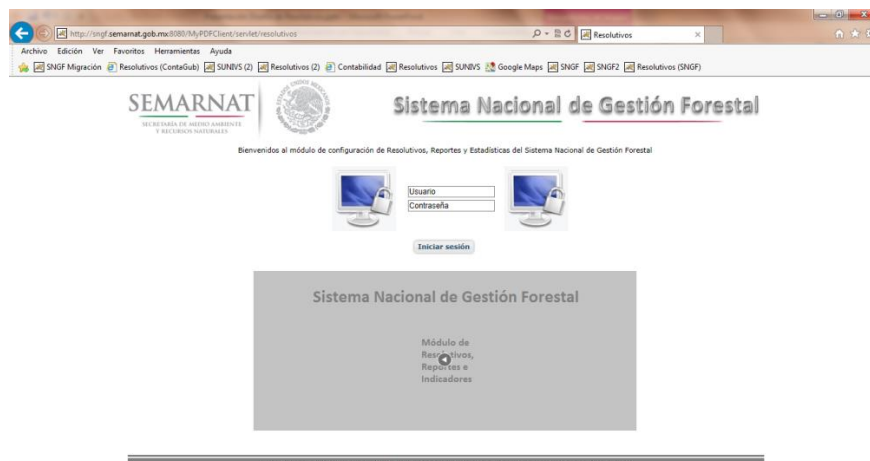 http://sngf.semarnat.gob.mx:8080/MyPDFClient/servlet/resolutivos
Resolutivos
Archivo Edición Ver Favoritos Herramientas Ayuda
SNGF Migración Resolutivos (ContaGub) SUNIVS (2) Resolutivos (2) Contabilidad Resolutivos SUNIVS Google Maps SNGF SNGF2 Resolutivos (SNGF)
SEMARNAT
SECRETARÍA DE MEDIO AMBIENTE
Y RECURSOS NATURALES
Sistema Nacional de Gestión Forestal
Bienvenidos al módulo de configuración de Resolutivos, Reportes y Estadísticas del Sistema Nacional de Gestión Forestal
Usuario
Contraseña
Iniciar sesión
Sistema Nacional de Gestión Forestal
Módulo de
Resolutivos,
Reportes e
Indicadores